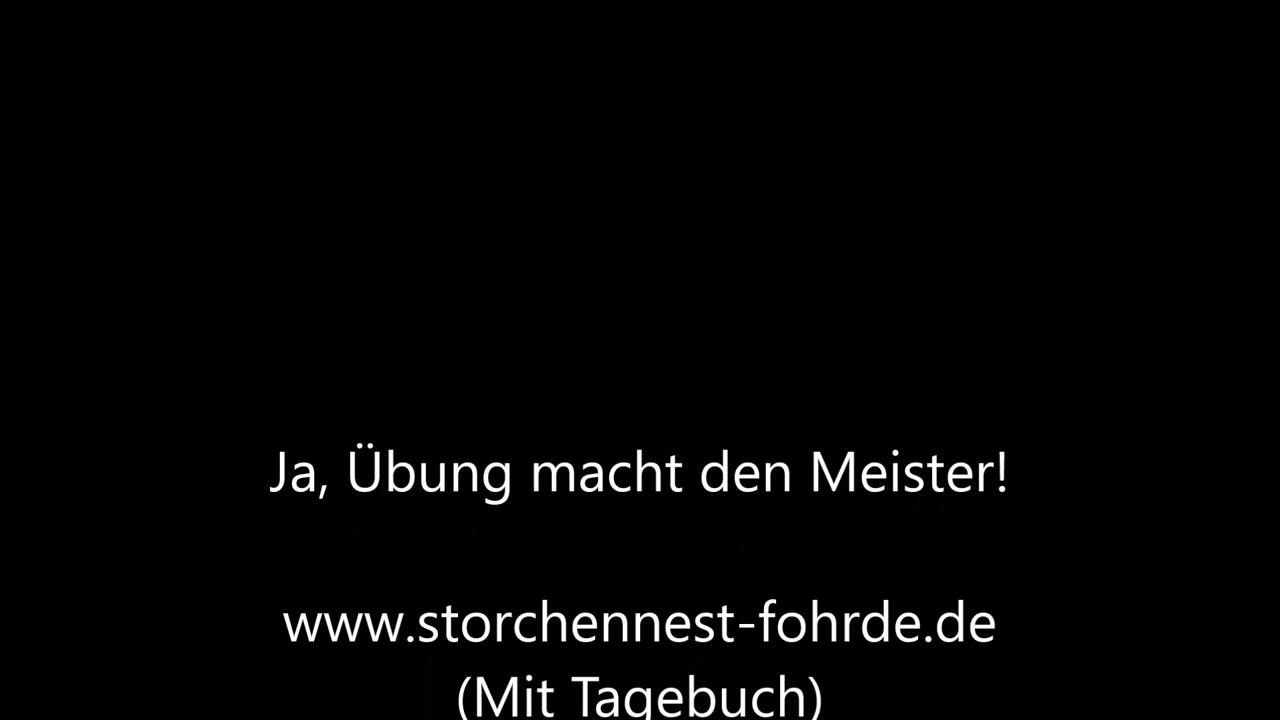 Ja, Übung macht den Meister!
www.storchennest-fohrde.de
(Mit Tagebuch)